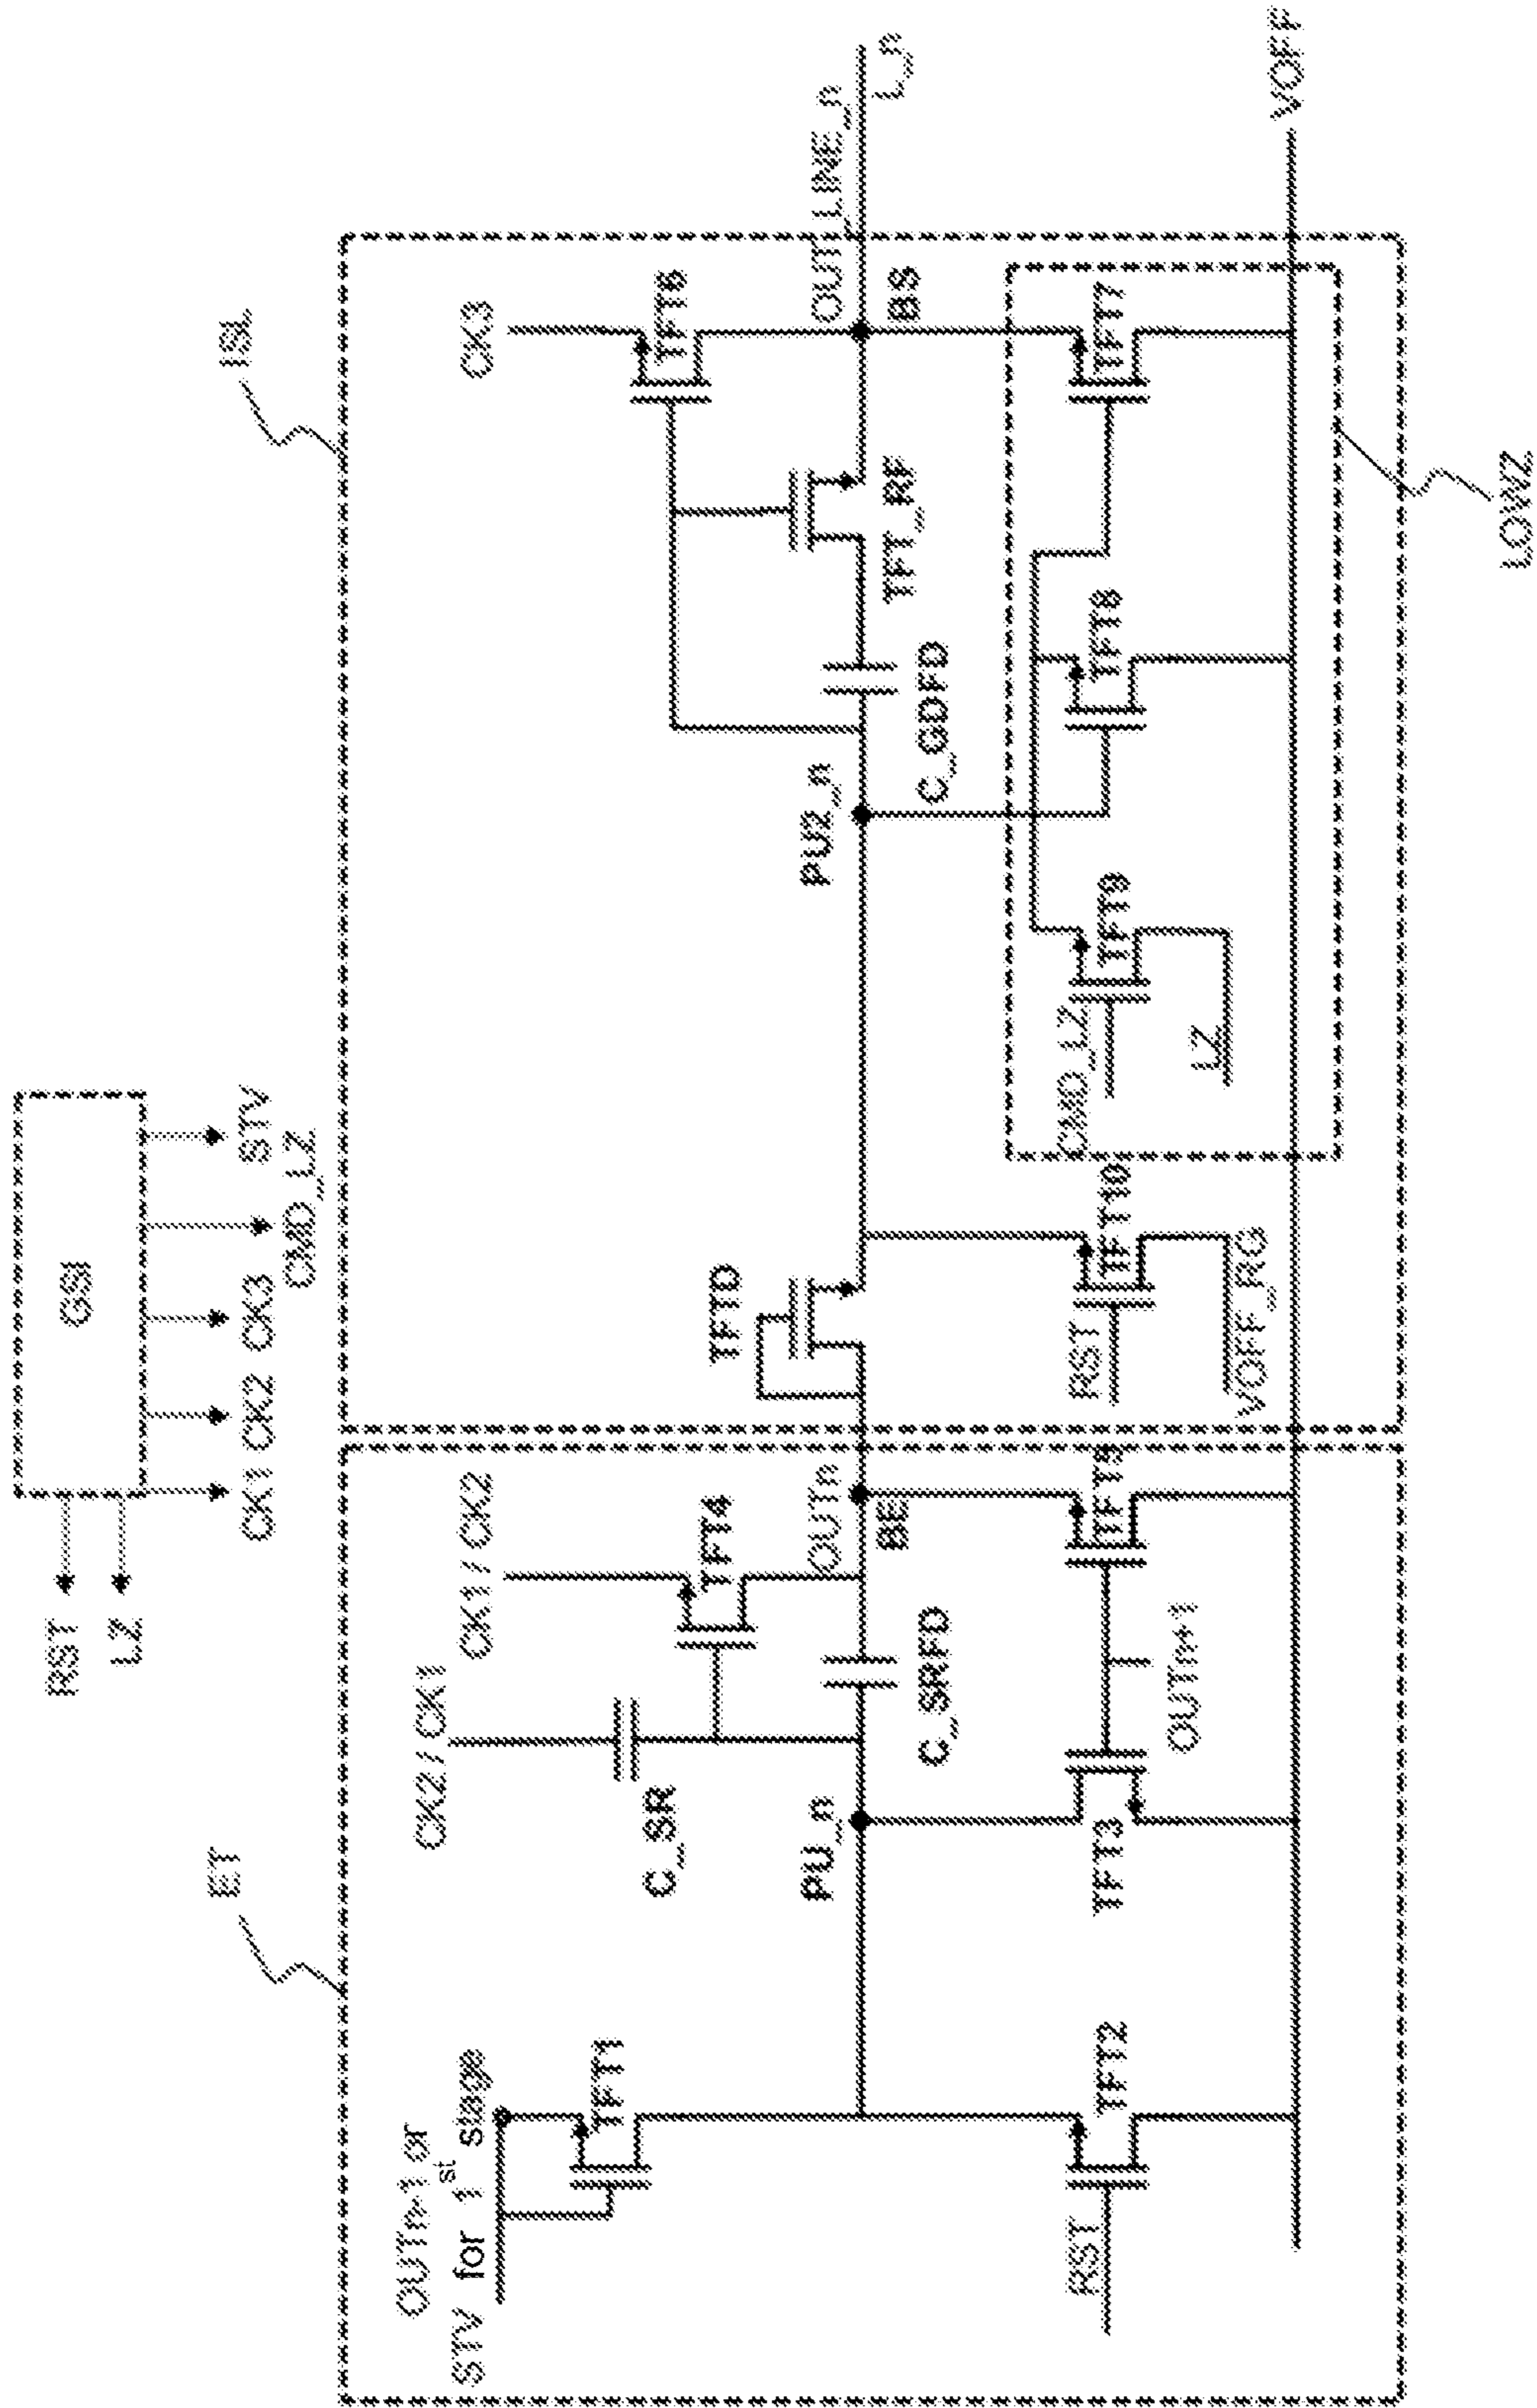 RST
LZ
GSI
CK1
CK2
CK3
CMD_LZ
STV
ET
ISL
OUTn-1 or
STV for 1st stage
TFT1
CK2 / CK1
C_SR
CK1 / CK2
TFT4
OUTn
BE
PU_n
C_SRFD
RST
TFT2
TFT3
OUTn+1
TFT5
TFTD
RST
TFT10
VOFF_RG
PU2_n
C_GDFD
TFT_RF
CK3
TFT6
OUT_LINE_n
L_n
BS
CMD_LZ
LZ
TFT9
TFT8
TFT7
VOFF
LOWZ